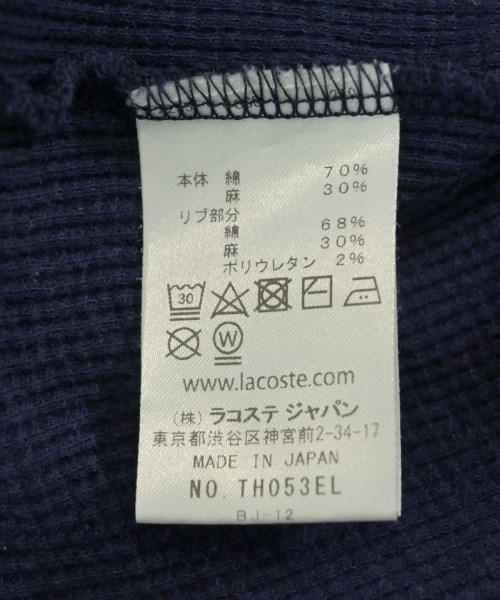 本体 綿 70%
麻 30%
リブ部分
綿 68%
麻 30%
ポリウレタン 2%
30
W
www.lacoste.com
(株) ラコステ ジャパン
東京都渋谷区神宮前2-34-17
MADE IN JAPAN
NO. TH053EL
BJ-12